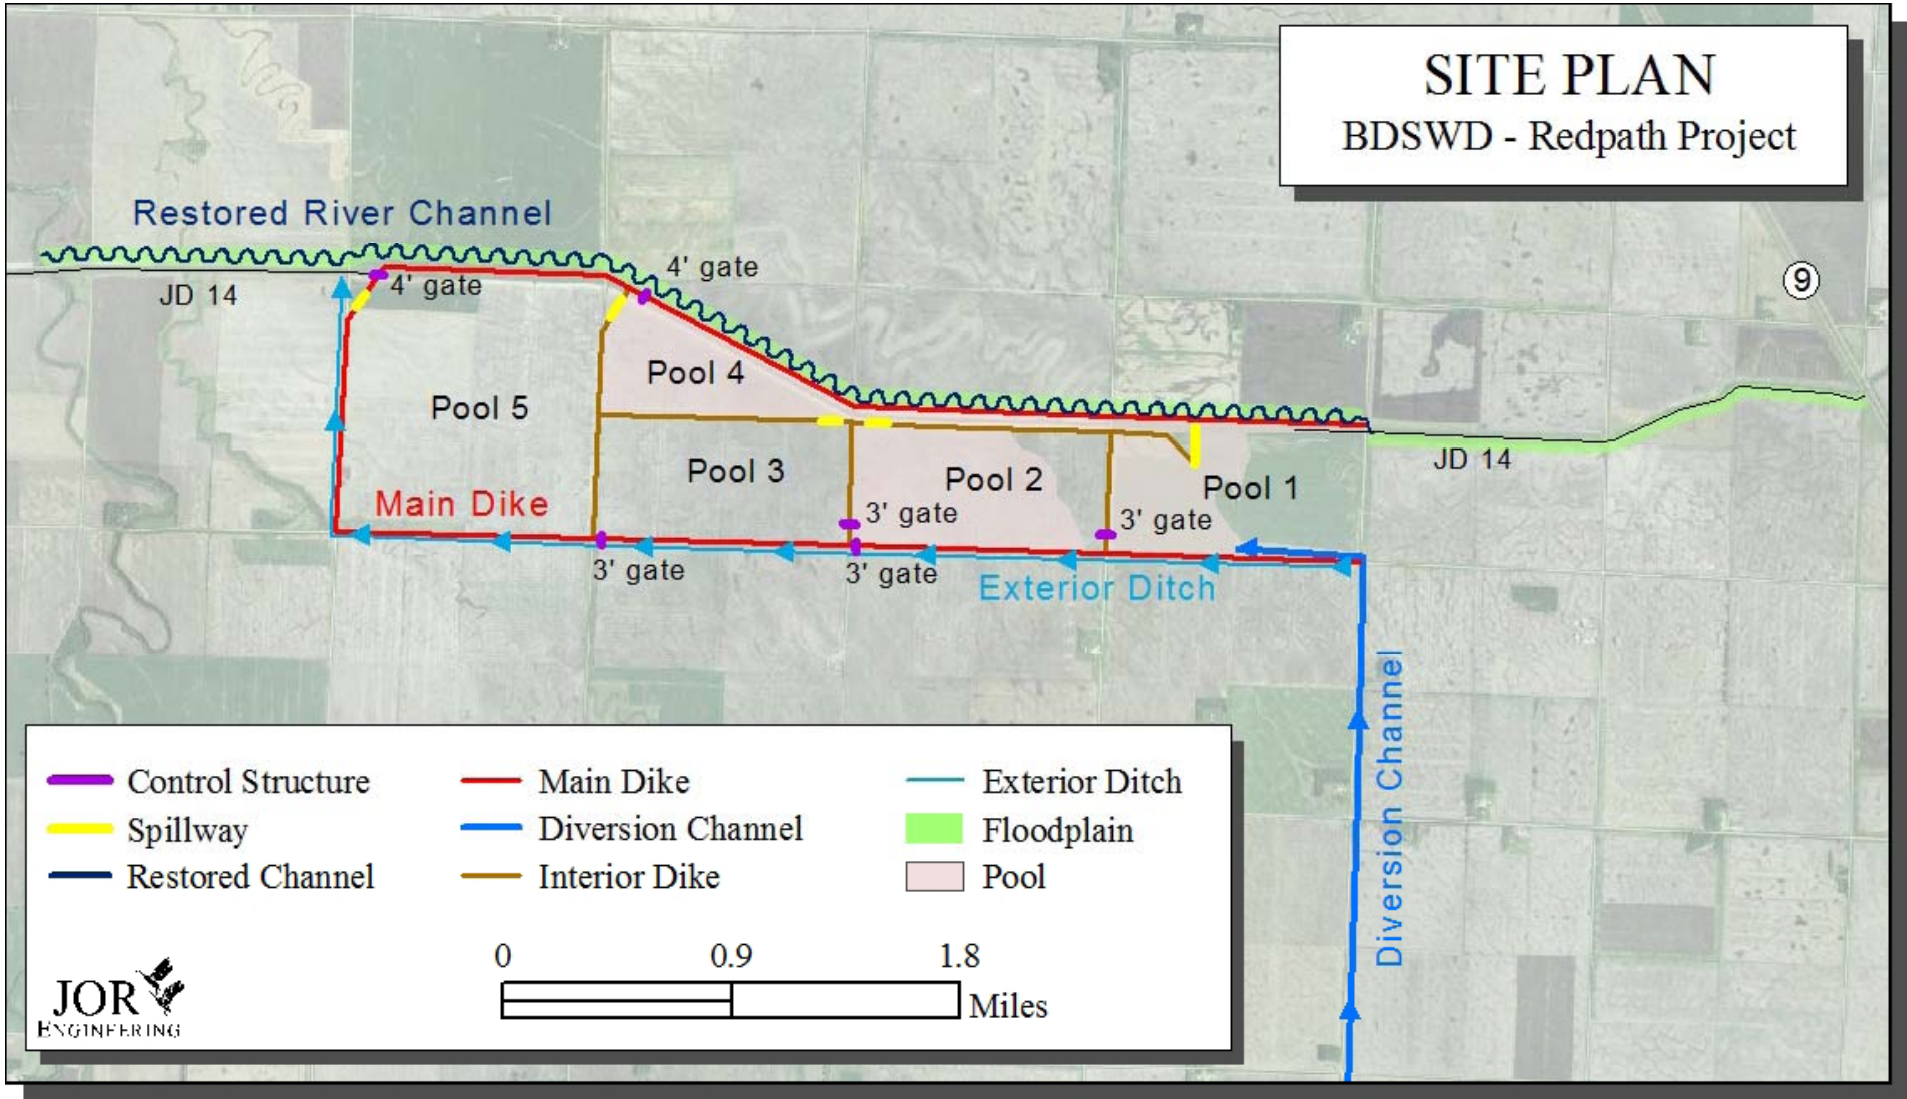 SITE PLAN
BDSWD - Redpath Project
Restored River Channel
4' gate
9
4' gate
JD 14
Pool 4
Pool 5
JD 14
Pool 3
Pool 2
Pool 1
Main Dike
3' gate
3' gate
3' gate
3' gate
Exterior Ditch
Diversion Channel
Control Structure
Main Dike
Exterior Ditch
Spillway
Diversion Channel
Floodplain
Restored Channel
Interior Dike
Pool
0 0.9 1.8
Miles
JOR
ENGINEERING